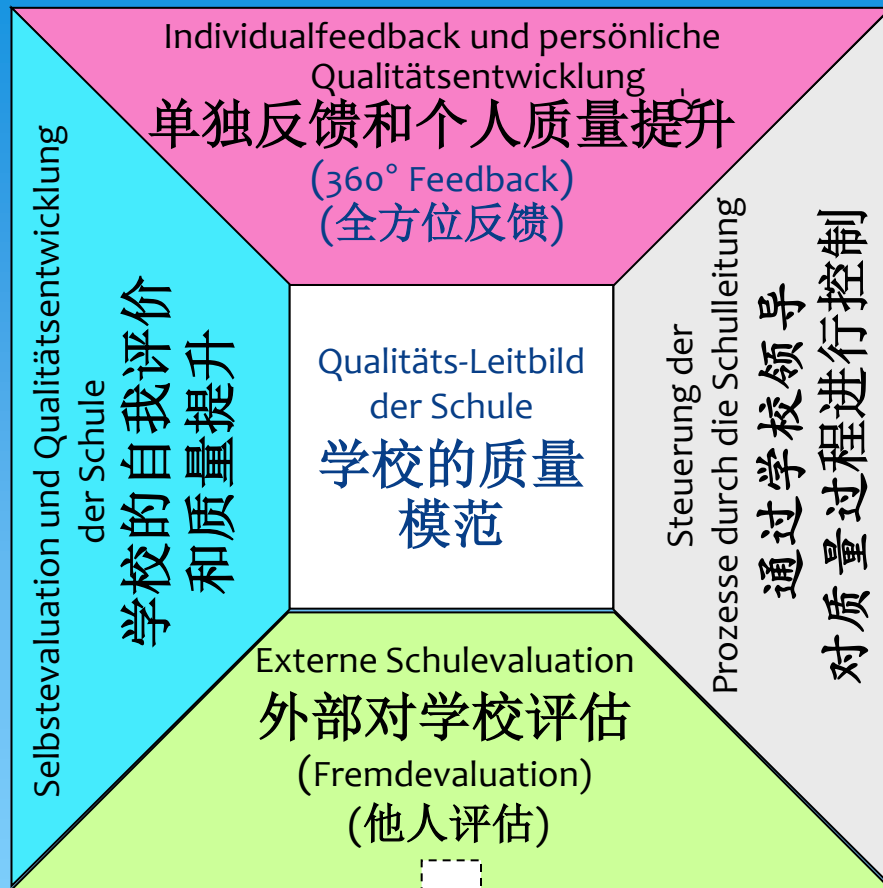 Individualfeedback und persönliche
Qualitätsentwicklung
单独反馈和个人质量提升
(360° Feedback)
(全方位反馈)
Selbstevaluation und Qualitätsentwicklung
der Schule
学校的自我评价
和质量提升
Qualitäts-Leitbild
der Schule
学校的质量
模范
Steuerung der
Prozesse durch die Schulleitung
通过学校领导
对质量过程进行控制
Externe Schulevaluation
外部对学校评估
(Fremdevaluation)
(他人评估)